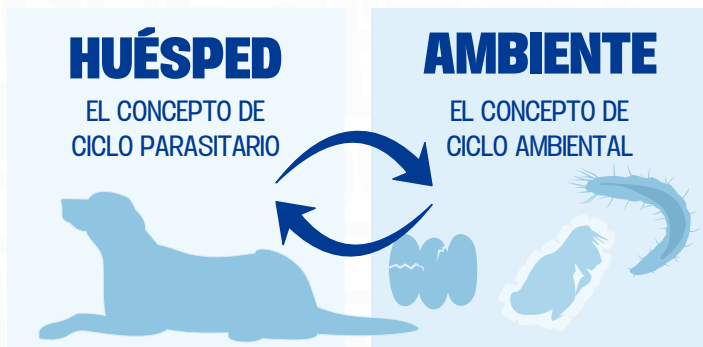 HUÉSPED
EL CONCEPTO DE
CICLO PARASITARIO
AMBIENTE
EL CONCEPTO DE
CICLO AMBIENTAL